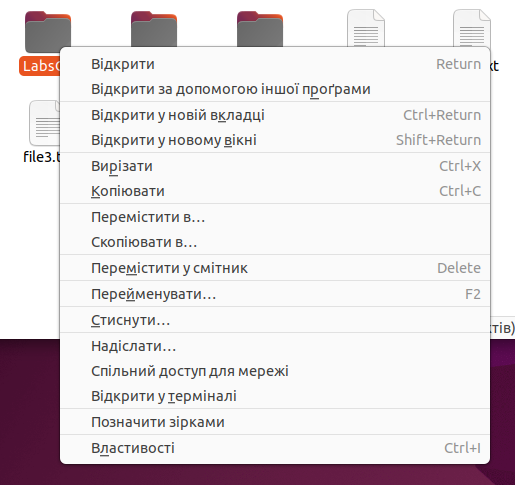 LabsC
xt
file3.t
Відкрити Return
Відкрити за допомогою іншої проґрами
Відкрити у новій вкладці Ctrl+Return
Відкрити у новому вікні Shift+Return
Вирізати Ctrl+X
Копіювати Ctrl+C
Перемістити в…
Скопіювати в…
Перемістити у смітник Delete
Перейменувати… F2
Стиснути…
ктів)
Надіслати…
Спільний доступ для мережі
Відкрити у терміналі
Позначити зірками
Властивості Ctrl+I